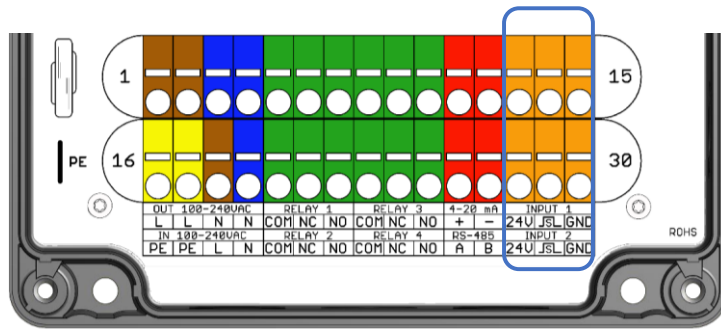 1 15
PE 16 30
OUT 100-240VAC RELAY 1 RELAY 3 4-20 mA INPUT 1
L L N N COM NC NO COM NC NO + - 24V GND
IN 100-240VAC RELAY 2 RELAY 4 RS-485 INPUT 2
PE PE L N COM NC NO COM NC NO A B 24V GND
ROHS